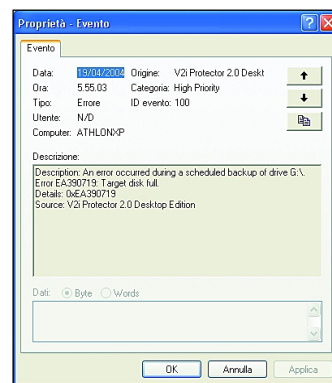 Proprietà - Evento
Evento
Data: 19/04/2004 Origine: V2i Protector 2.0 Deskt
Ora: 5.55.03 Categoria: High Priority
Tipo: Errore ID evento: 100
Utente: N/D
Computer: ATHLONXP
Descrizione:
Description: An error occurred during a scheduled backup of drive G:\.
Error EA390719: Target disk full.
Details: 0xEA390719
Source: V2i Protector 2.0 Desktop Edition
Dati: Byte Words
OK Annulla Applica